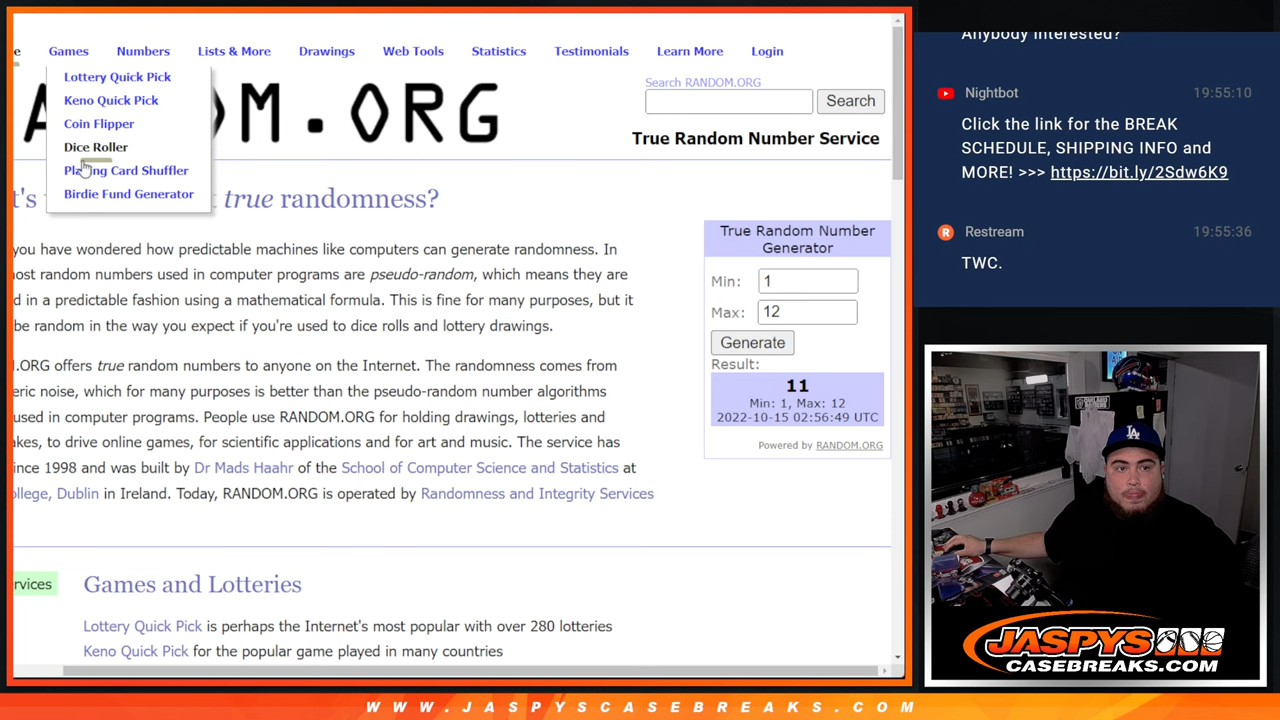 e Games Numbers Lists & More Drawings Web Tools Statistics Testimonials Learn More Login
Lottery Quick Pick
Keno Quick Pick
Coin Flipper
Dice Roller
Playing Card Shuffler
Birdie Fund Generator
DOM.ORG
Search RANDOM.ORG
Search
True Random Number Service
t's true randomness?
you have wondered how predictable machines like computers can generate randomness. In
ost random numbers used in computer programs are pseudo-random, which means they are
d in a predictable fashion using a mathematical formula. This is fine for many purposes, but it
be random in the way you expect if you're used to dice rolls and lottery drawings.
M.ORG offers true random numbers to anyone on the Internet. The randomness comes from
eric noise, which for many purposes is better than the pseudo-random number algorithms
used in computer programs. People use RANDOM.ORG for holding drawings, lotteries and
akes, to drive online games, for scientific applications and for art and music. The service has
ince 1998 and was built by Dr Mads Haahr of the School of Computer Science and Statistics at
ollege, Dublin in Ireland. Today, RANDOM.ORG is operated by Randomness and Integrity Services
True Random Number
Generator
Min: 1
Max: 12
Generate
Result:
11
Min: 1, Max: 12
2022-10-15 02:56:49 UTC
Powered by RANDOM.ORG
rvices
Games and Lotteries
Lottery Quick Pick is perhaps the Internet's most popular with over 280 lotteries
Keno Quick Pick for the popular game played in many countries
Anybody interested?
Nightbot 19:55:10
Click the link for the BREAK
SCHEDULE, SHIPPING INFO and
MORE! >>> https://bit.ly/2Sdw6K9
R Restream 19:55:36
TWC.
LA
JASPYS
CASEBREAKS.COM
WWW.JASPYSCASEBREAKS.COM